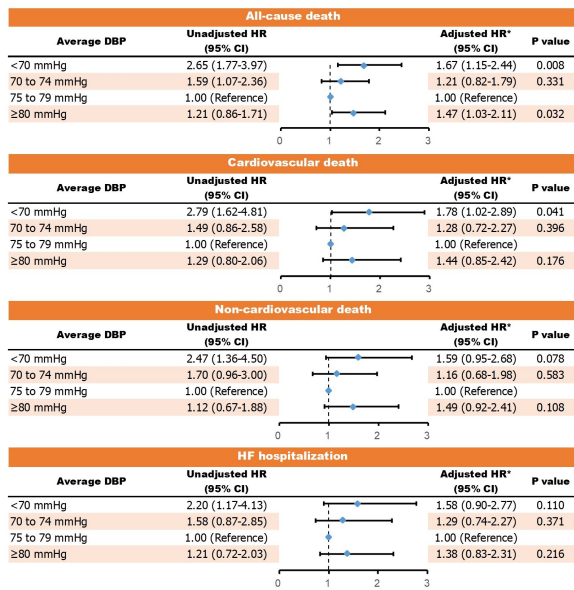 All-cause death
Average DBP Unadjusted HR (95% CI) Adjusted HR* (95% CI) P value
<70 mmHg 2.65 (1.77-3.97) 1.67 (1.15-2.44) 0.008
70 to 74 mmHg 1.59 (1.07-2.36) 1.21 (0.82-1.79) 0.331
75 to 79 mmHg 1.00 (Reference) 1.00 (Reference)
≥80 mmHg 1.21 (0.86-1.71) 1.47 (1.03-2.11) 0.032
0 1 2 3
Cardiovascular death
Average DBP Unadjusted HR (95% CI) Adjusted HR* (95% CI) P value
<70 mmHg 2.79 (1.62-4.81) 1.78 (1.02-2.89) 0.041
70 to 74 mmHg 1.49 (0.86-2.58) 1.28 (0.72-2.27) 0.396
75 to 79 mmHg 1.00 (Reference) 1.00 (Reference)
≥80 mmHg 1.29 (0.80-2.06) 1.44 (0.85-2.42) 0.176
0 1 2 3
Non-cardiovascular death
Average DBP Unadjusted HR (95% CI) Adjusted HR* (95% CI) P value
<70 mmHg 2.47 (1.36-4.50) 1.59 (0.95-2.68) 0.078
70 to 74 mmHg 1.70 (0.96-3.00) 1.16 (0.68-1.98) 0.583
75 to 79 mmHg 1.00 (Reference) 1.00 (Reference)
≥80 mmHg 1.12 (0.67-1.88) 1.49 (0.92-2.41) 0.108
0 1 2 3
HF hospitalization
Average DBP Unadjusted HR (95% CI) Adjusted HR* (95% CI) P value
<70 mmHg 2.20 (1.17-4.13) 1.58 (0.90-2.77) 0.110
70 to 74 mmHg 1.58 (0.87-2.85) 1.29 (0.74-2.27) 0.371
75 to 79 mmHg 1.00 (Reference) 1.00 (Reference)
≥80 mmHg 1.21 (0.72-2.03) 1.38 (0.83-2.31) 0.216
0 1 2 3